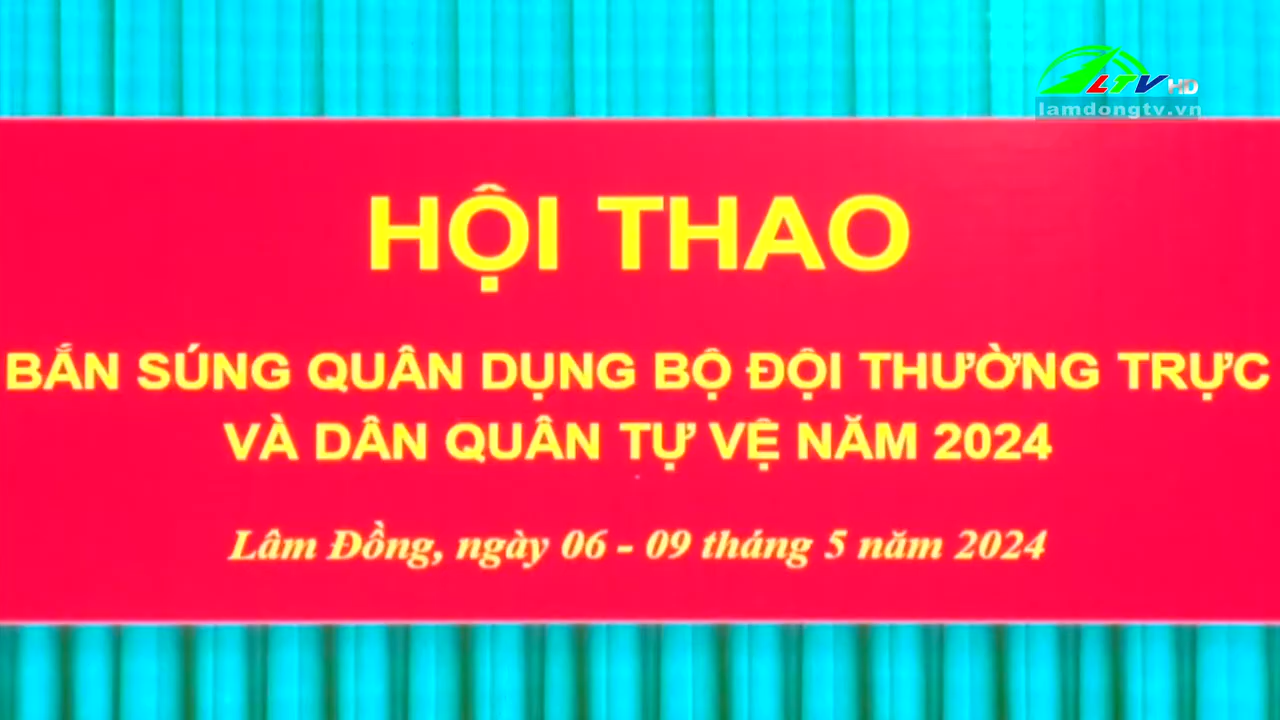 LTV HD
lamdongtv.vn
HỘI THAO
BẮN SÚNG QUÂN DỤNG BỘ ĐỘI THƯỜNG TRỰC
VÀ DÂN QUÂN TỰ VỆ NĂM 2024
Lâm Đồng, ngày 06 - 09 tháng 5 năm 2024